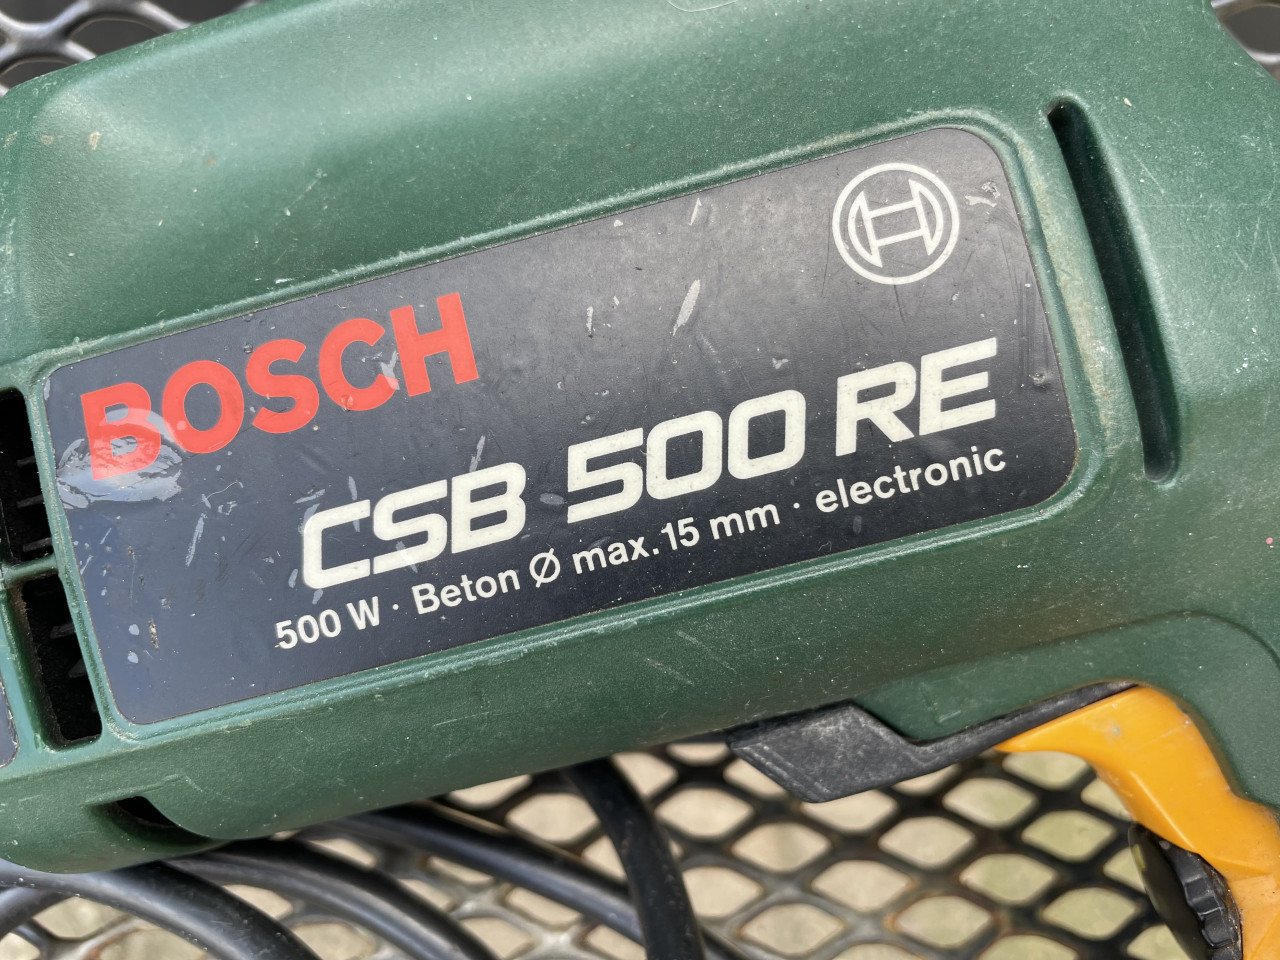 BOSCH
CSB 500 RE
500 W · Beton Ø max. 15 mm · electronic